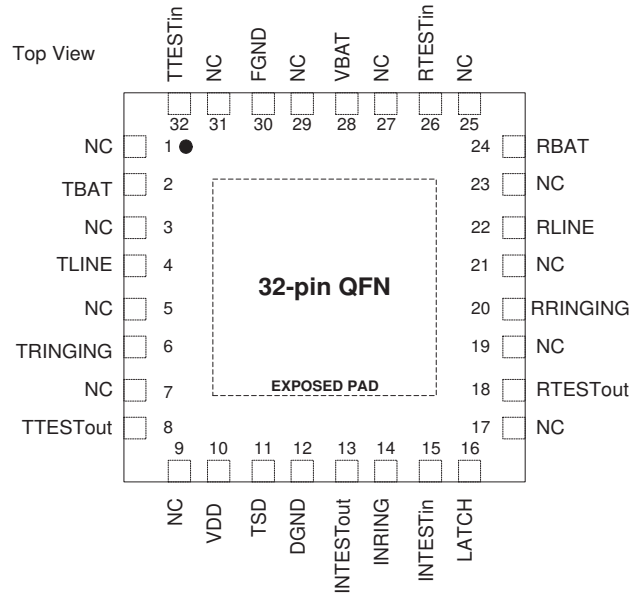 Top View
TTESTin
NC
FGND
NC
VBAT
NC
RTESTin
NC
32
31
30
29
28
27
26
25
NC 1
24 RBAT
TBAT 2
23 NC
NC 3
22 RLINE
TLINE 4
21 NC
32-pin QFN
NC 5
20 RRINGING
TRINGING 6
19 NC
NC 7
EXPOSED PAD
18 RTESTout
TTESTout 8
17 NC
9
10
11
12
13
14
15
16
NC
VDD
TSD
DGND
INTESTout
INRING
INTESTin
LATCH